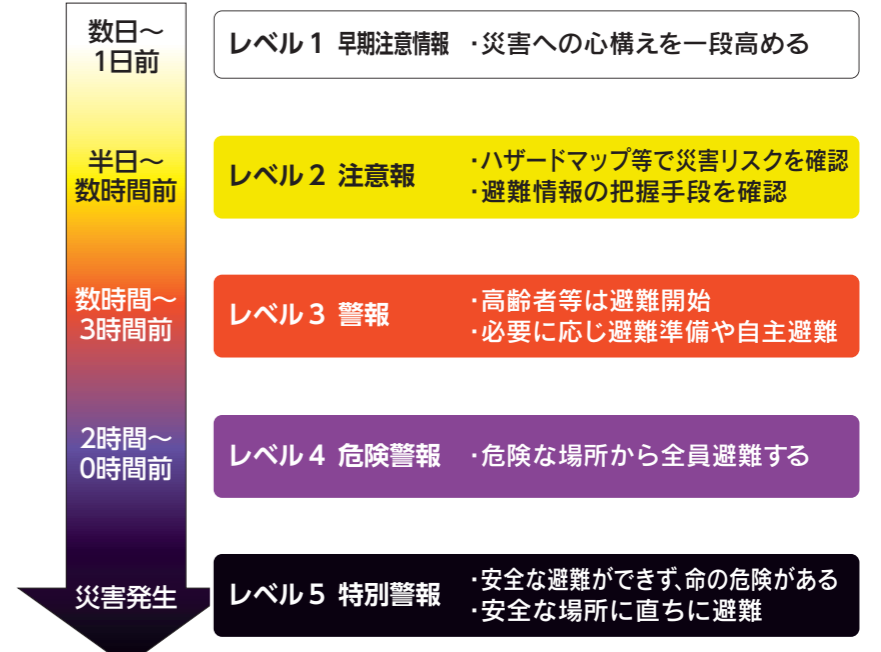 数日～
1日前
レベル1 早期注意情報 ・災害への心構えを一段高める
半日～
数時間前
レベル2 注意報
・ハザードマップ等で災害リスクを確認
・避難情報の把握手段を確認
数時間～
3時間前
レベル3 警報
・高齢者等は避難開始
・必要に応じ避難準備や自主避難
2時間～
0時間前
レベル4 危険警報 ・危険な場所から全員避難する
災害発生
レベル5 特別警報
・安全な避難ができず、命の危険がある
・安全な場所に直ちに避難